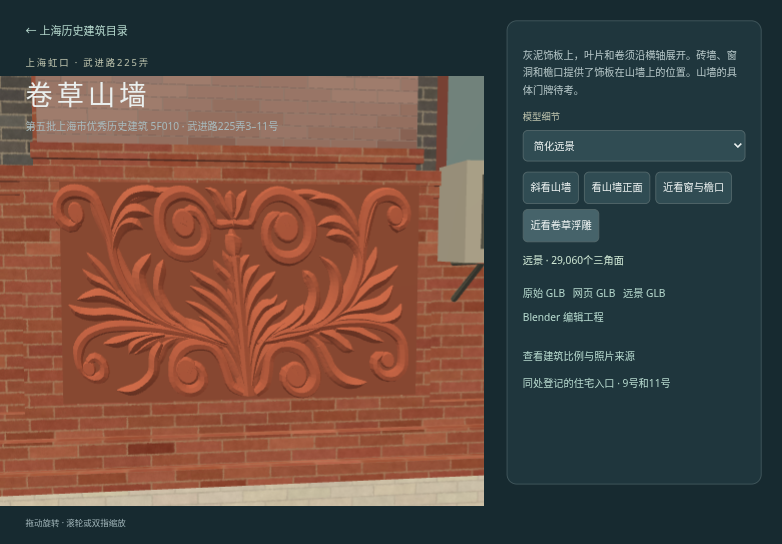 ← 上海历史建筑目录
上海虹口 · 武进路225弄
卷草山墙
第五批上海市优秀历史建筑 5F010 · 武进路225弄3–11号
灰泥饰板上，叶片和卷须沿横轴展开。砖墙、窗
洞和檐口提供了饰板在山墙上的位置。山墙的具
体门牌待考。
模型细节
简化远景
斜看山墙 看山墙正面 近看窗与檐口
近看卷草浮雕
远景 · 29,060个三角面
原始 GLB 网页 GLB 远景 GLB
Blender 编辑工程
查看建筑比例与照片来源
同处登记的住宅入口 · 9号和11号
拖动旋转 · 滚轮或双指缩放